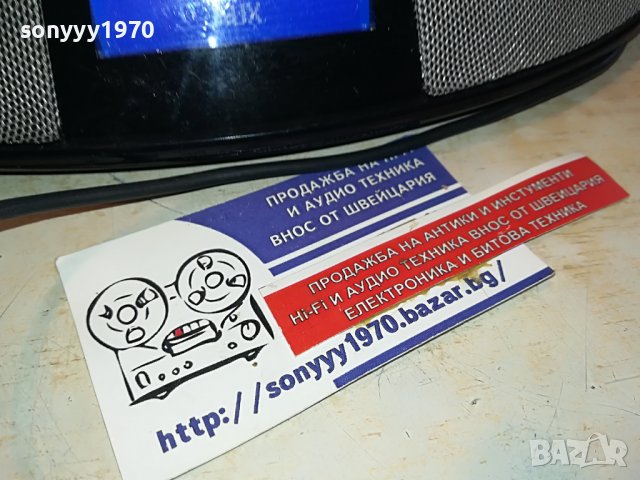 sonyyy1970
ПРОДАЖБА НА
И АУДИО ТЕХНИКА
ВНОС ОТ ШВЕЙЦАРИЯ
ПРОДАЖБА НА АНТИКИ И ИНСТУМЕНТИ
Hi-Fi И АУДИО ТЕХНИКА ВНОС ОТ ШВЕЙЦАРИЯ
ЕЛЕКТРОНИКА И БИТОВА ТЕХНИКА
http://sonyyy1970.bazar.bg/
sonyyy1970
bazar